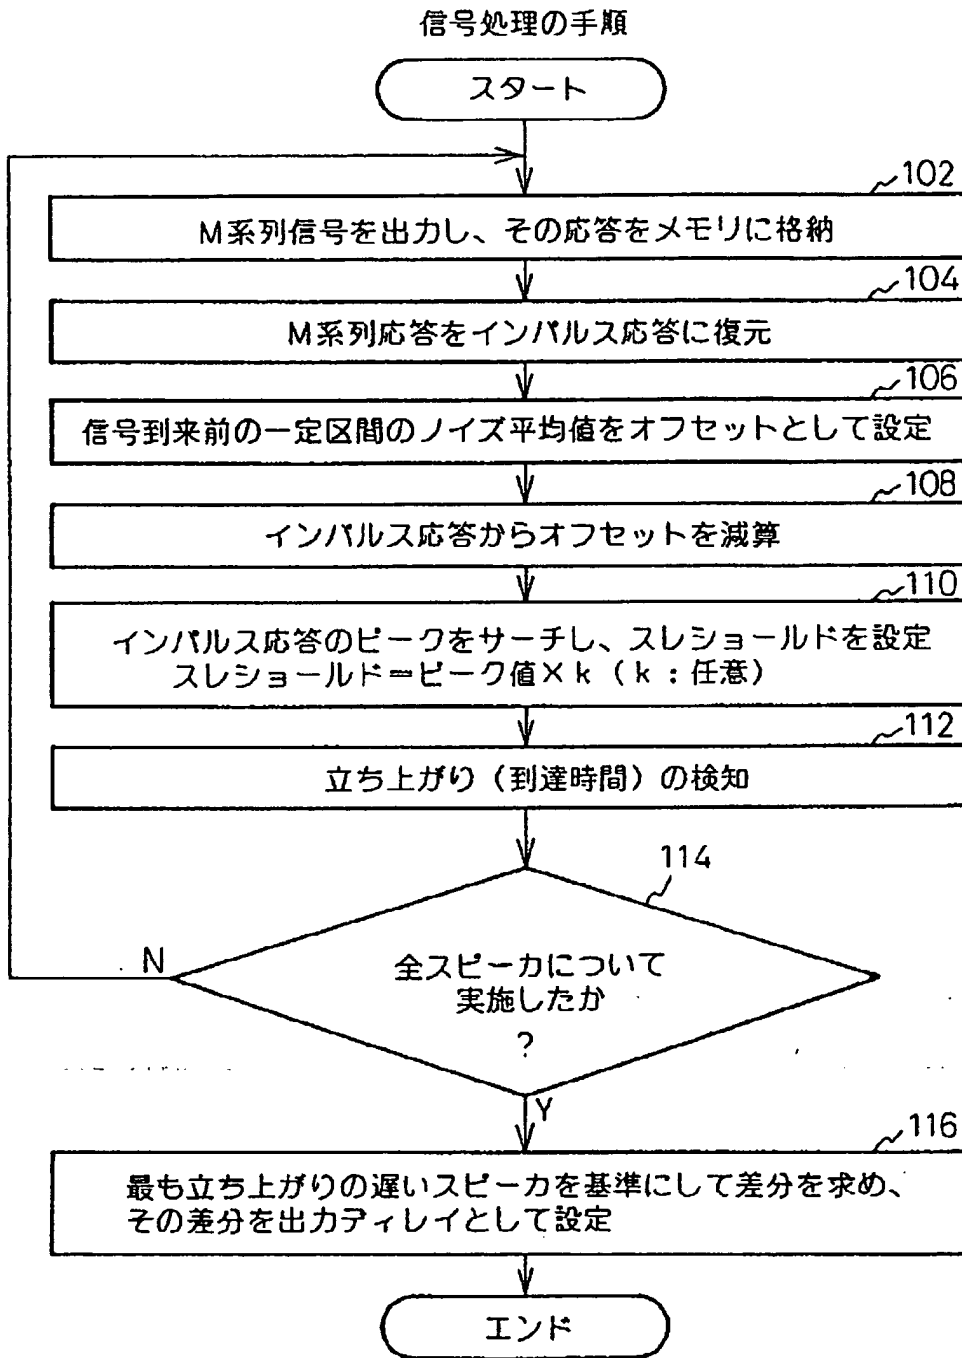 信号処理の手順
スタート
102
M系列信号を出力し、その応答をメモリに格納
104
M系列応答をインパルス応答に復元
106
信号到来前の一定区間のノイズ平均値をオフセットとして設定
108
インパルス応答からオフセットを減算
110
インパルス応答のピークをサーチし、スレショールドを設定
スレショールド=ピーク値×k(k:任意)
112
立ち上がり(到達時間)の検知
114
N
全スピーカについて
実施したか
?
Y
116
最も立ち上がりの遅いスピーカを基準にして差分を求め、
その差分を出力ディレイとして設定
エンド